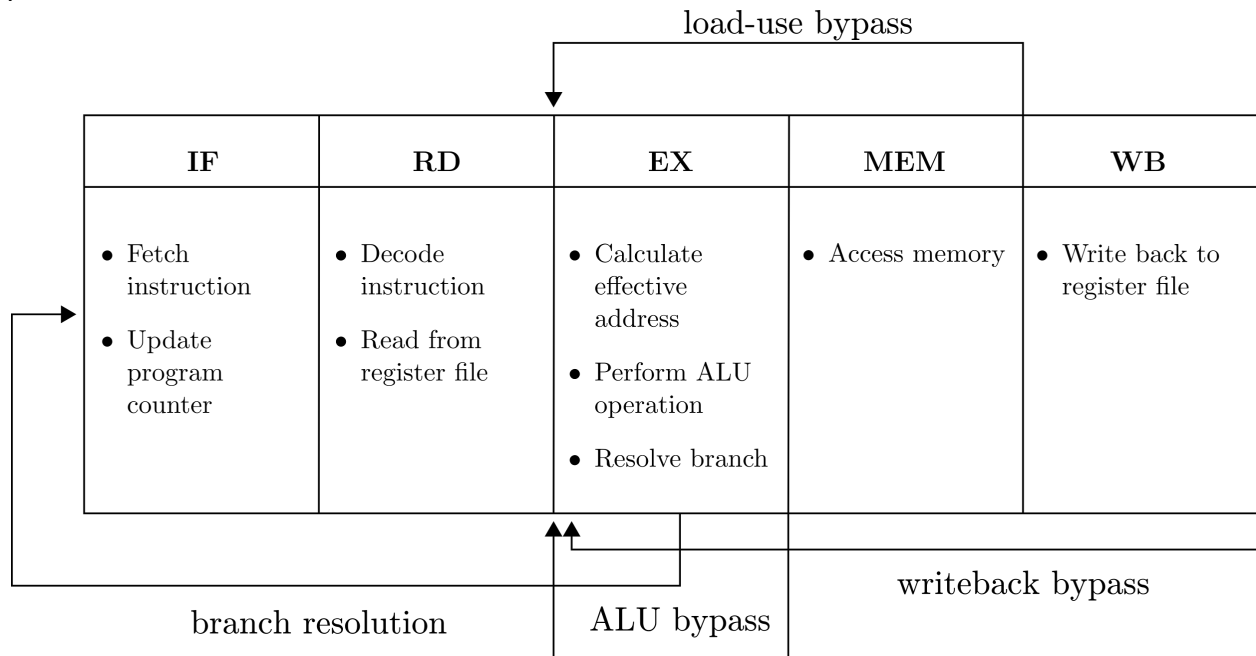 load-use bypass
IF
RD
EX
MEM
WB
• Fetch
instruction
• Update
program
counter
• Decode
instruction
• Read from
register file
• Calculate
effective
address
• Perform ALU
operation
• Resolve branch
• Access memory
• Write back to
register file
writeback bypass
branch resolution
ALU bypass